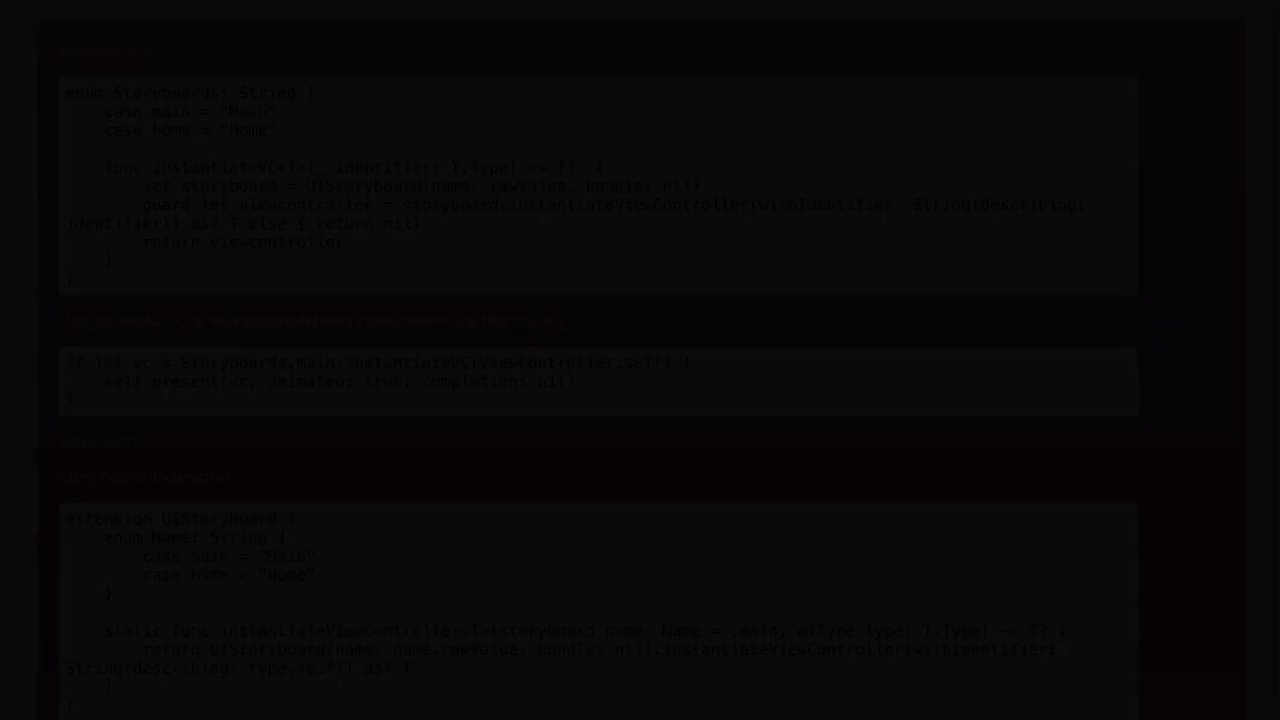 enum Storyboards: String {
    case main = "Main"
    case home = "Home"
    func instantiateVC<T>(_ identifier: T.Type) -> T?  {
        let storyboard = UIStoryboard(name: rawValue, bundle: nil)
        guard let viewcontroller = storyboard.instantiateViewController(withIdentifier: String(describing:
identifier)) as? T else { return nil}
        return viewcontroller
    }
}
if let vc = Storyboards.main.instantiateVC(ViewController.self) {
    self.present(vc, animated: true, completion: nil)
}
Storyboard Extension
extension UIStoryboard {
    enum Name: String {
        case main = "Main"
        case home = "Home"
    }
    static func instantiateViewController<T>(storyboard name: Name = .main, ofType type: T.Type) -> T? {
        return UIStoryboard(name: name.rawValue, bundle: nil).instantiateViewController(withIdentifier:
String(describing: type.self)) as? T
    }
}